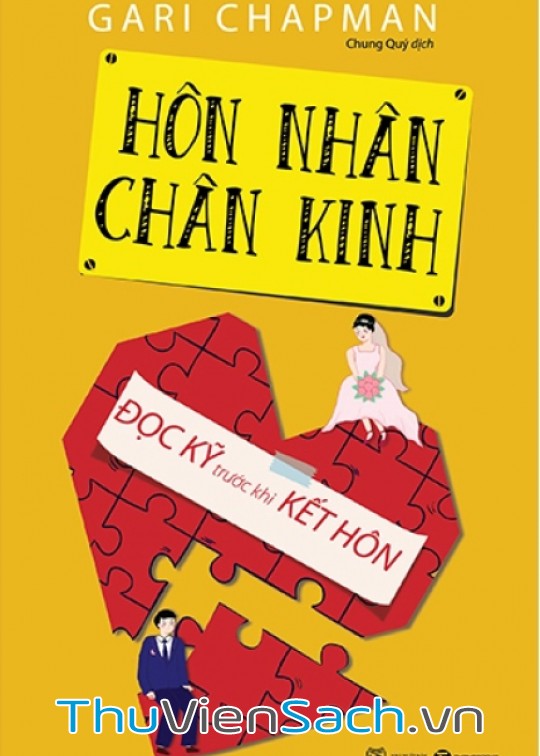 GARI CHAPMAN
Chung Quý dịch
HÔN NHÂN
CHÂN KINH
ĐỌC KỸ trước khi KẾT HÔN
ThuVienSach.vn